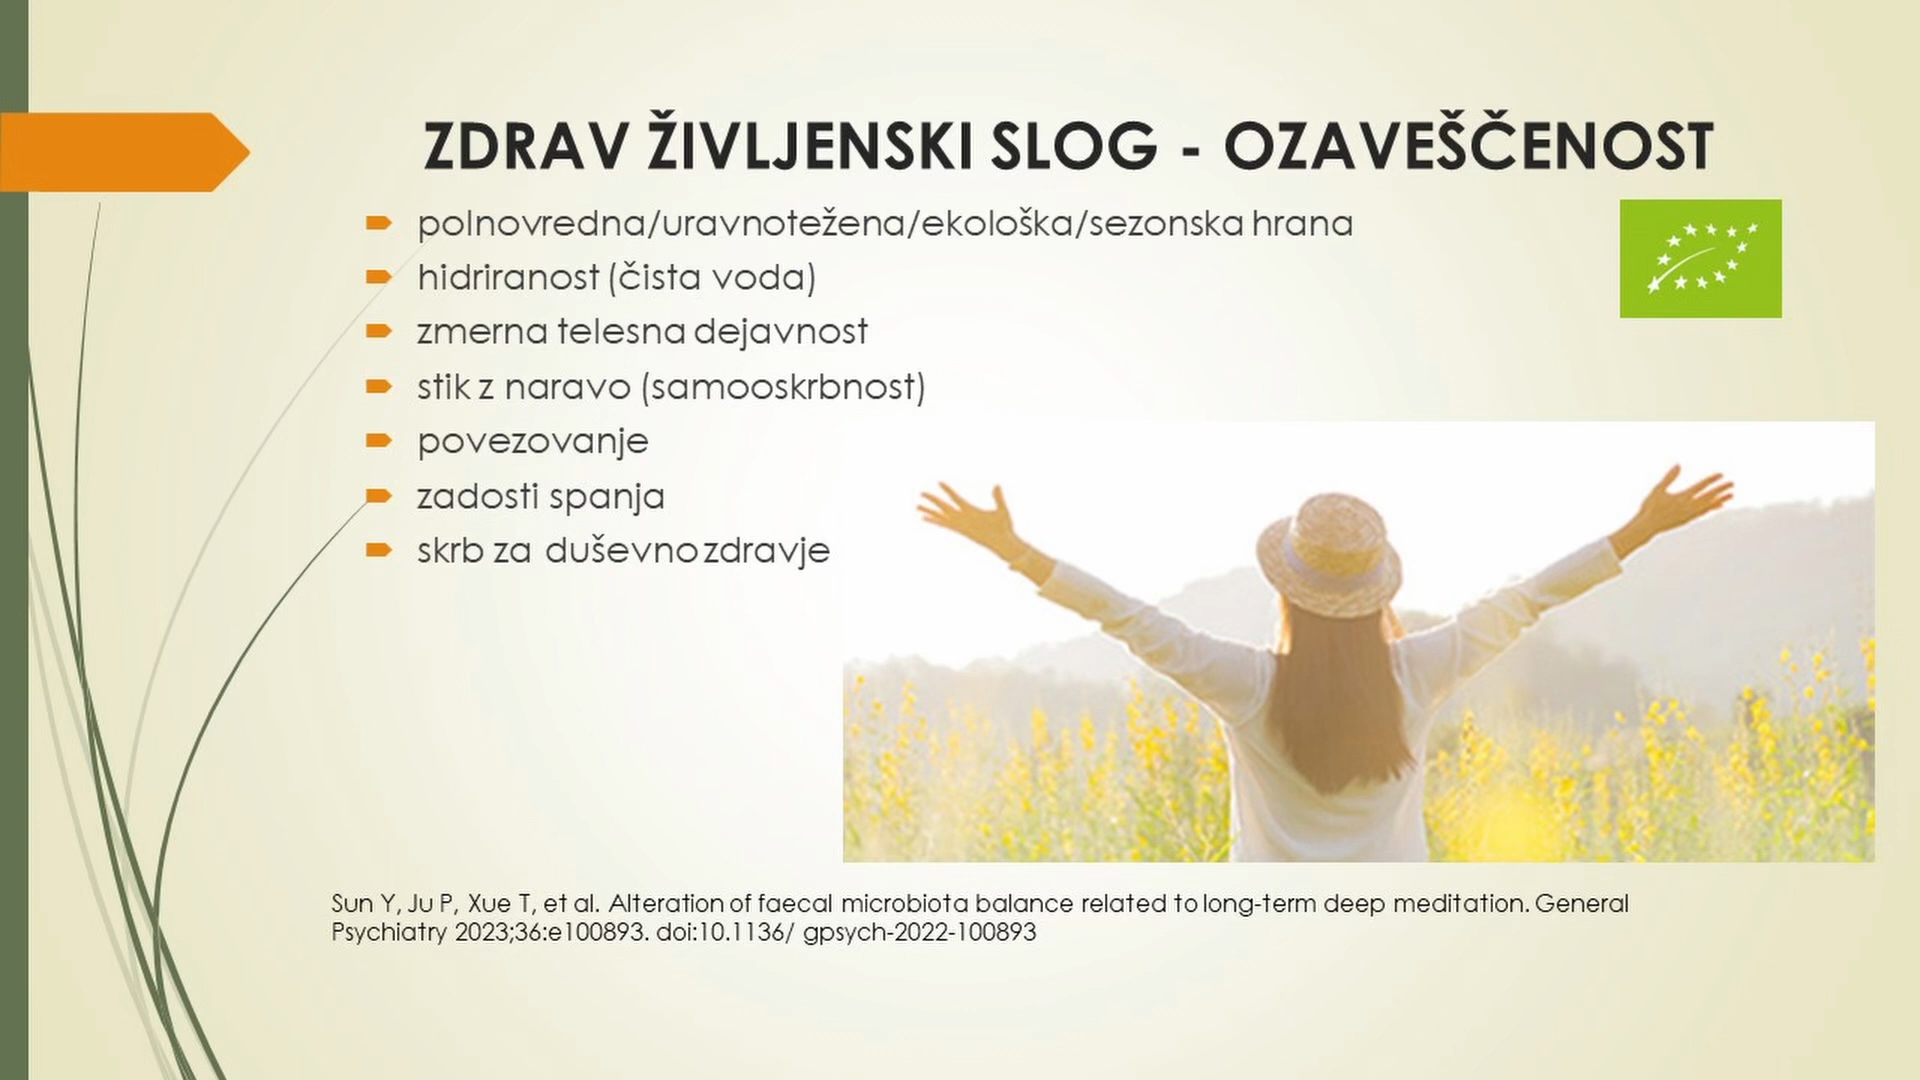 ZDRAV ŽIVLJENSKI SLOG - OZAVEŠČENOST
polnovredna/uravnotežena/ekološka/sezonska hrana
hidriranost (čista voda)
zmerna telesna dejavnost
stik z naravo (samooskrbnost)
povezovanje
zadosti spanja
skrb za duševno zdravje
Sun Y, Ju P, Xue T, et al. Alteration of faecal microbiota balance related to long-term deep meditation. General
Psychiatry 2023;36:e100893. doi:10.1136/ gpsych-2022-100893